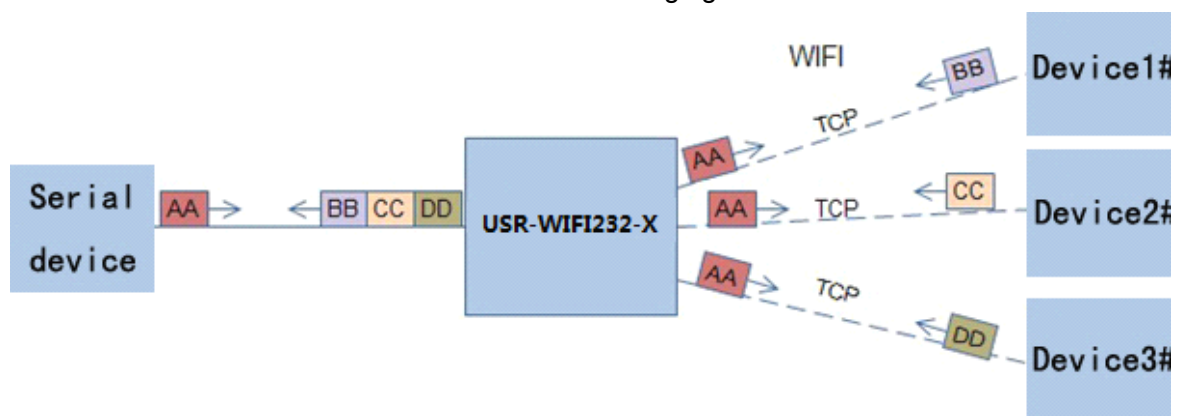 WIFI
BB
Device1#
TCP
AA
Serial
device
AA
BB CC DD
USR-WIFI232-X
AA
TCP
CC
Device2#
AA
TCP
DD
Device3#